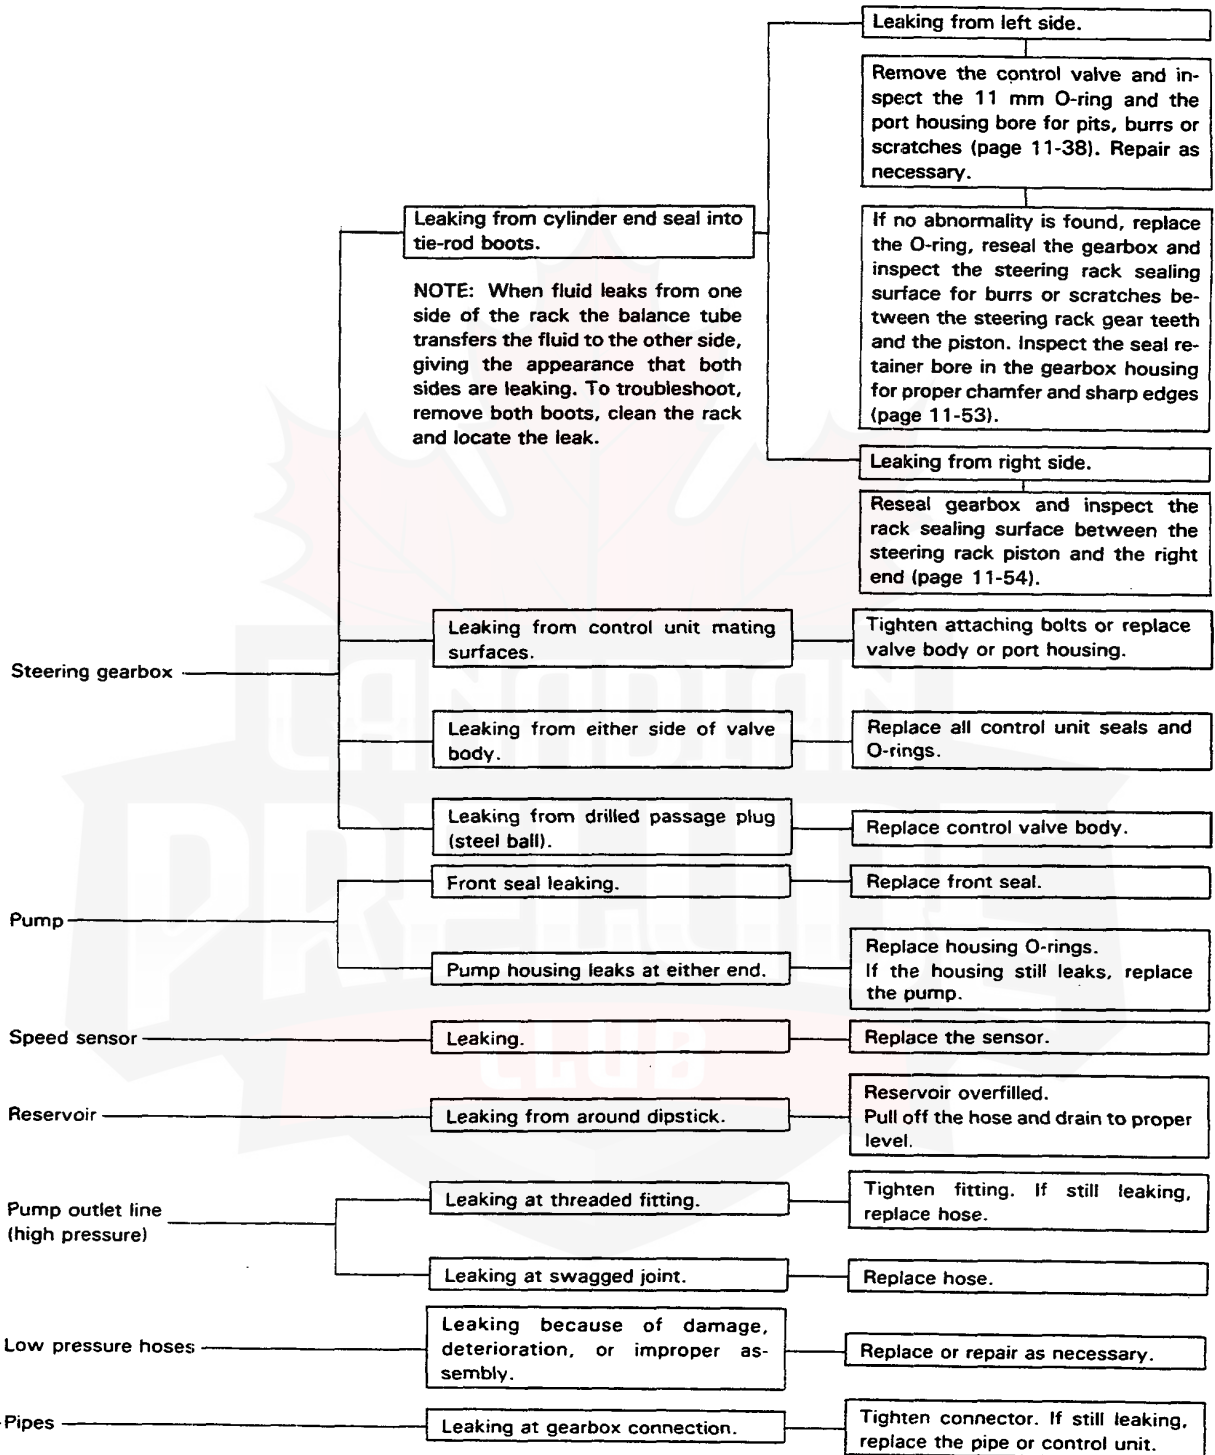 Leaking from left side.
Remove the control valve and in-
spect the 11 mm O-ring and the
port housing bore for pits, burrs or
scratches (page 11-38). Repair as
necessary.
Leaking from cylinder end seal into
tie-rod boots.
NOTE: When fluid leaks from one
side of the rack the balance tube
transfers the fluid to the other side,
giving the appearance that both
sides are leaking. To troubleshoot,
remove both boots, clean the rack
and locate the leak.
If no abnormality is found, replace
the O-ring, reseal the gearbox and
inspect the steering rack sealing
surface for burrs or scratches be-
tween the steering rack gear teeth
and the piston. Inspect the seal re-
tainer bore in the gearbox housing
for proper chamfer and sharp edges
(page 11-53).
Leaking from right side.
Reseal gearbox and inspect the
rack sealing surface between the
steering rack piston and the right
end (page 11-54).
Steering gearbox
Leaking from control unit mating
surfaces.
Tighten attaching bolts or replace
valve body or port housing.
Leaking from either side of valve
body.
Replace all control unit seals and
O-rings.
Leaking from drilled passage plug
(steel ball).
Replace control valve body.
Pump
Front seal leaking.
Replace front seal.
Pump housing leaks at either end.
Replace housing O-rings.
If the housing still leaks, replace
the pump.
Speed sensor
Leaking.
Replace the sensor.
Reservoir
Leaking from around dipstick.
Reservoir overfilled.
Pull off the hose and drain to proper
level.
Pump outlet line
(high pressure)
Leaking at threaded fitting.
Tighten fitting. If still leaking,
replace hose.
Leaking at swagged joint.
Replace hose.
Low pressure hoses
Leaking because of damage,
deterioration, or improper as-
sembly.
Replace or repair as necessary.
Pipes
Leaking at gearbox connection.
Tighten connector. If still leaking,
replace the pipe or control unit.
CANADIAN
PRELUDE
CLUB